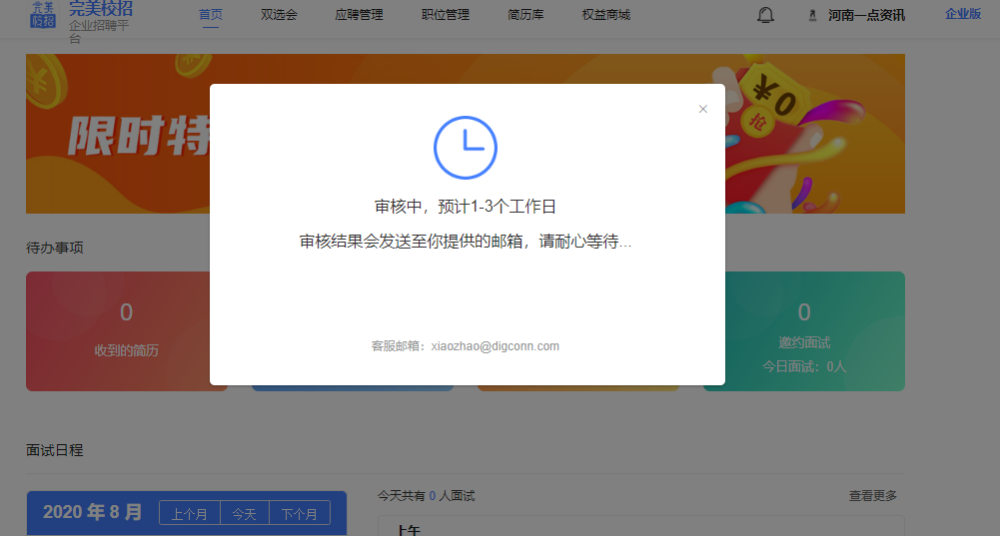 完美校招
完美校招
企业招聘平台
首页
双选会
应聘管理
职位管理
简历库
权益商城
河南一点资讯
企业版
限时特
抢
审核中，预计1-3个工作日
审核结果会发送至你提供的邮箱，请耐心等待...
客服邮箱：xiaozhao@digconn.com
待办事项
0
收到的简历
0
邀约面试
今日面试：0人
面试日程
2020 年 8 月
上个月
今天
下个月
今天共有 0 人面试
查看更多
上午